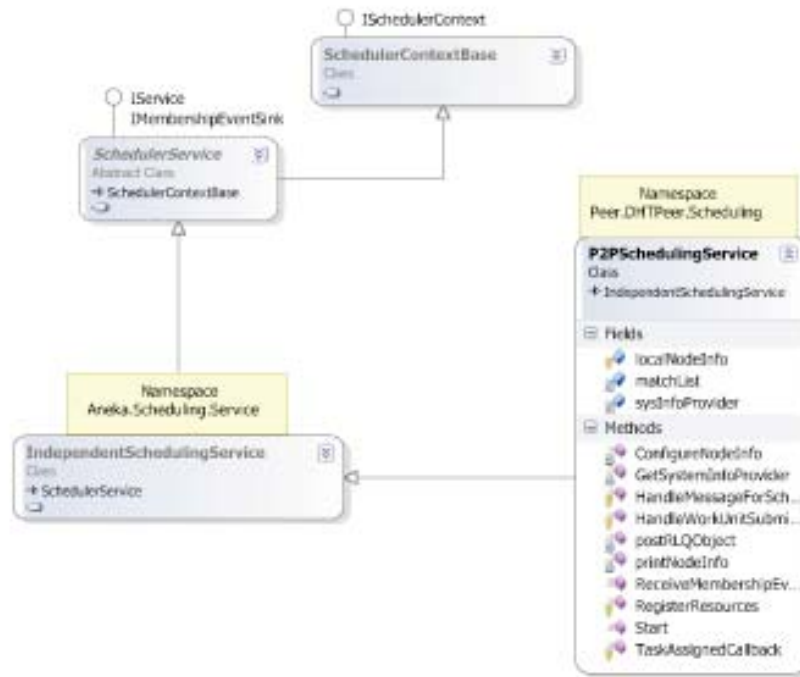 ISchedulerContext
SchedulerContextBase
Class
IService
IMembershipEventSink
SchedulerService
Abstract Class
SchedulerContextBase
Namespace
Peer.DHTPeer.Scheduling
P2PSchedulingService
Class
IndependentSchedulingService
Fields
localNodeInfo
matchList
sysInfoProvider
Methods
ConfigureNodeInfo
GetSystemInfoProvider
HandleMessageForSch...
HandleWorkUnitSubmi...
postRLQObject
printNodeInfo
ReceiveMembershipEv...
RegisterResources
Start
TaskAssignedCallback
Namespace
Aneka.Scheduling.Service
IndependentSchedulingService
Class
SchedulerService